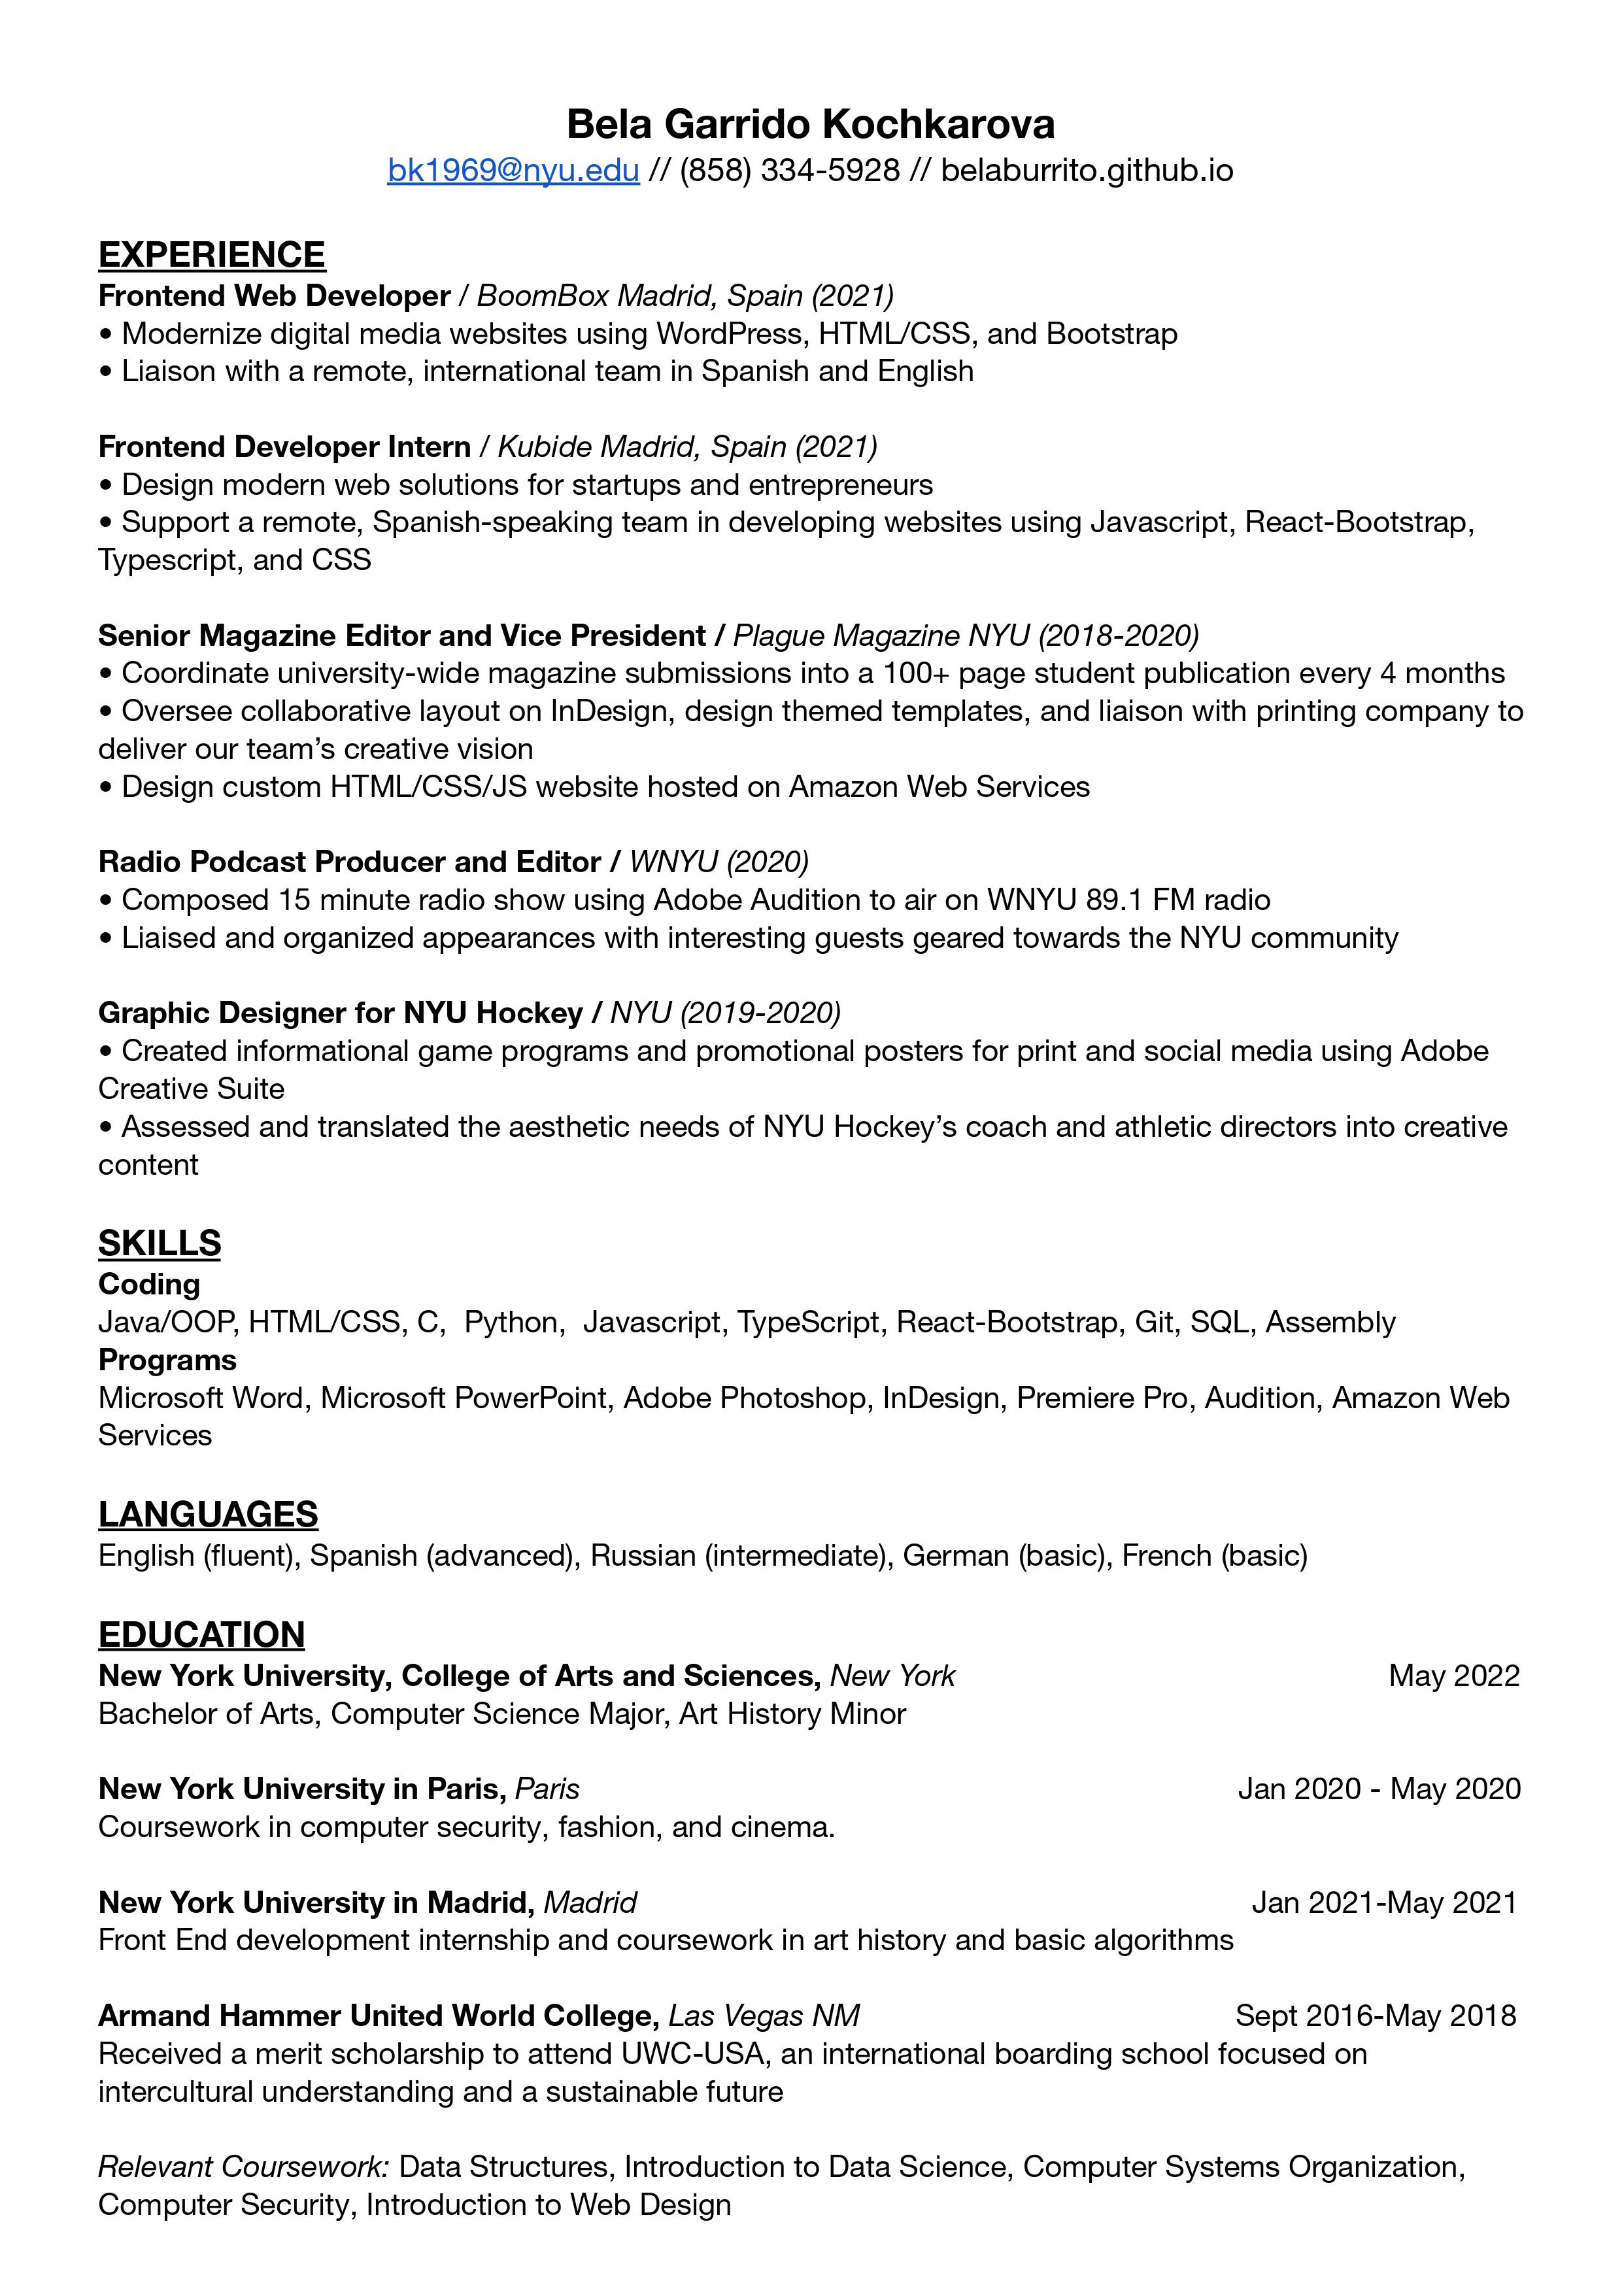 Bela Garrido Kochkarova
bk1969@nyu.edu // (858) 334-5928 // belaburrito.github.io
EXPERIENCE
Frontend Web Developer / BoomBox Madrid, Spain (2021)
• Modernize digital media websites using WordPress, HTML/CSS, and Bootstrap
• Liaison with a remote, international team in Spanish and English
Frontend Developer Intern / Kubide Madrid, Spain (2021)
• Design modern web solutions for startups and entrepreneurs
• Support a remote, Spanish-speaking team in developing websites using Javascript, React-Bootstrap,
Typescript, and CSS
Senior Magazine Editor and Vice President / Plague Magazine NYU (2018-2020)
• Coordinate university-wide magazine submissions into a 100+ page student publication every 4 months
• Oversee collaborative layout on InDesign, design themed templates, and liaison with printing company to
deliver our team’s creative vision
• Design custom HTML/CSS/JS website hosted on Amazon Web Services
Radio Podcast Producer and Editor / WNYU (2020)
• Composed 15 minute radio show using Adobe Audition to air on WNYU 89.1 FM radio
• Liaised and organized appearances with interesting guests geared towards the NYU community
Graphic Designer for NYU Hockey / NYU (2019-2020)
• Created informational game programs and promotional posters for print and social media using Adobe
Creative Suite
• Assessed and translated the aesthetic needs of NYU Hockey’s coach and athletic directors into creative
content
SKILLS
Coding
Java/OOP, HTML/CSS, C,  Python,  Javascript, TypeScript, React-Bootstrap, Git, SQL, Assembly
Programs
Microsoft Word, Microsoft PowerPoint, Adobe Photoshop, InDesign, Premiere Pro, Audition, Amazon Web
Services
LANGUAGES
English (fluent), Spanish (advanced), Russian (intermediate), German (basic), French (basic)
EDUCATION
New York University, College of Arts and Sciences, New York May 2022
Bachelor of Arts, Computer Science Major, Art History Minor
New York University in Paris, Paris Jan 2020 - May 2020
Coursework in computer security, fashion, and cinema.
New York University in Madrid, Madrid Jan 2021-May 2021
Front End development internship and coursework in art history and basic algorithms
Armand Hammer United World College, Las Vegas NM Sept 2016-May 2018
Received a merit scholarship to attend UWC-USA, an international boarding school focused on
intercultural understanding and a sustainable future
Relevant Coursework: Data Structures, Introduction to Data Science, Computer Systems Organization,
Computer Security, Introduction to Web Design